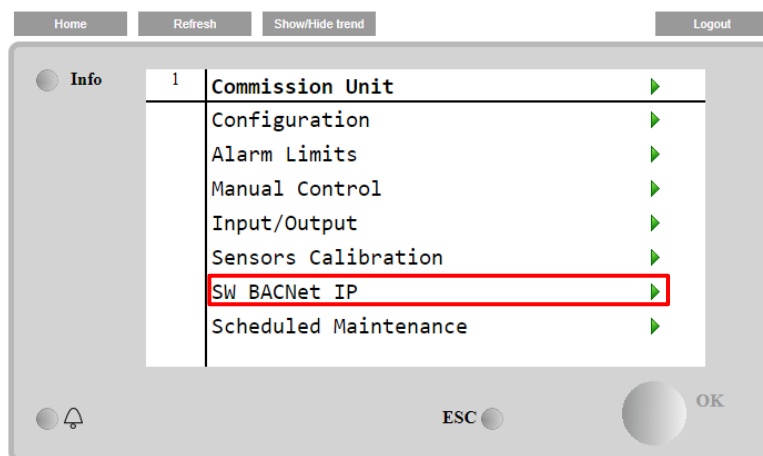 Home Refresh Show/Hide trend Logout
Info
1 Commission Unit
Configuration
Alarm Limits
Manual Control
Input/Output
Sensors Calibration
SW BACNet IP
Scheduled Maintenance
ESC OK